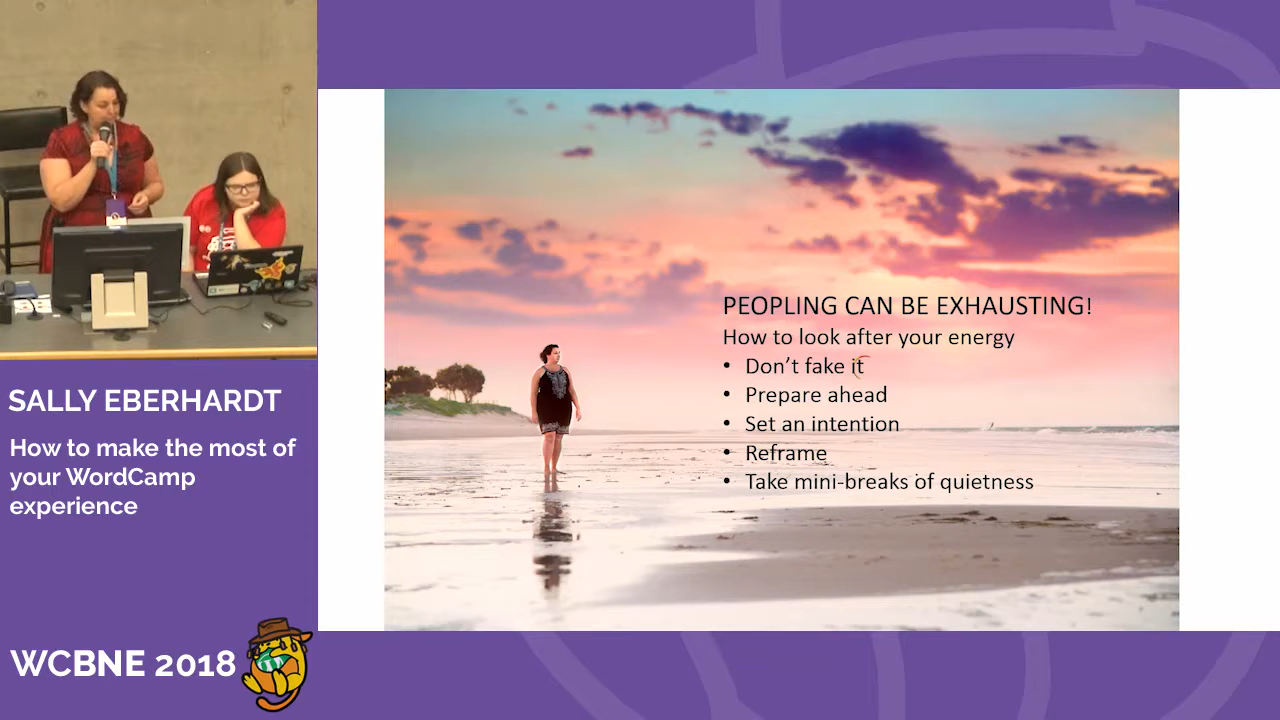 SALLY EBERHARDT
How to make the most of
your WordCamp
experience
WCBNE 2018
PEOPLING CAN BE EXHAUSTING!
How to look after your energy
• Don't fake it
• Prepare ahead
• Set an intention
• Reframe
• Take mini-breaks of quietness